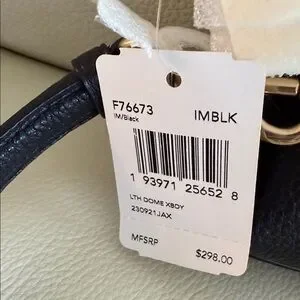 F76673 IMBLK
IM/Black
1 93971 25652 8
LTH DOME XBDY
230921JAX
MFSRP
$298.00